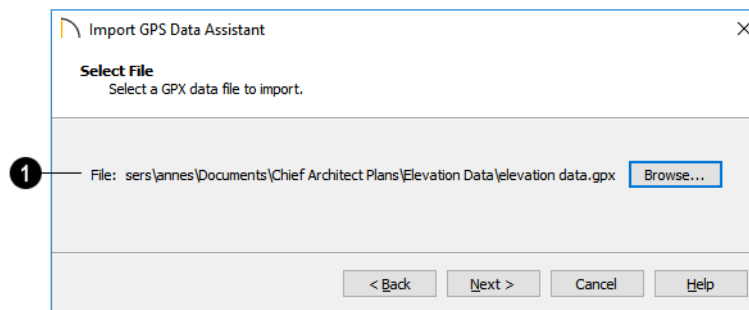 Import GPS Data Assistant
Select File
Select a GPX data file to import.
1 File: sers\annes\Documents\Chief Architect Plans\Elevation Data\elevation data.gpx Browse...
< Back Next > Cancel Help